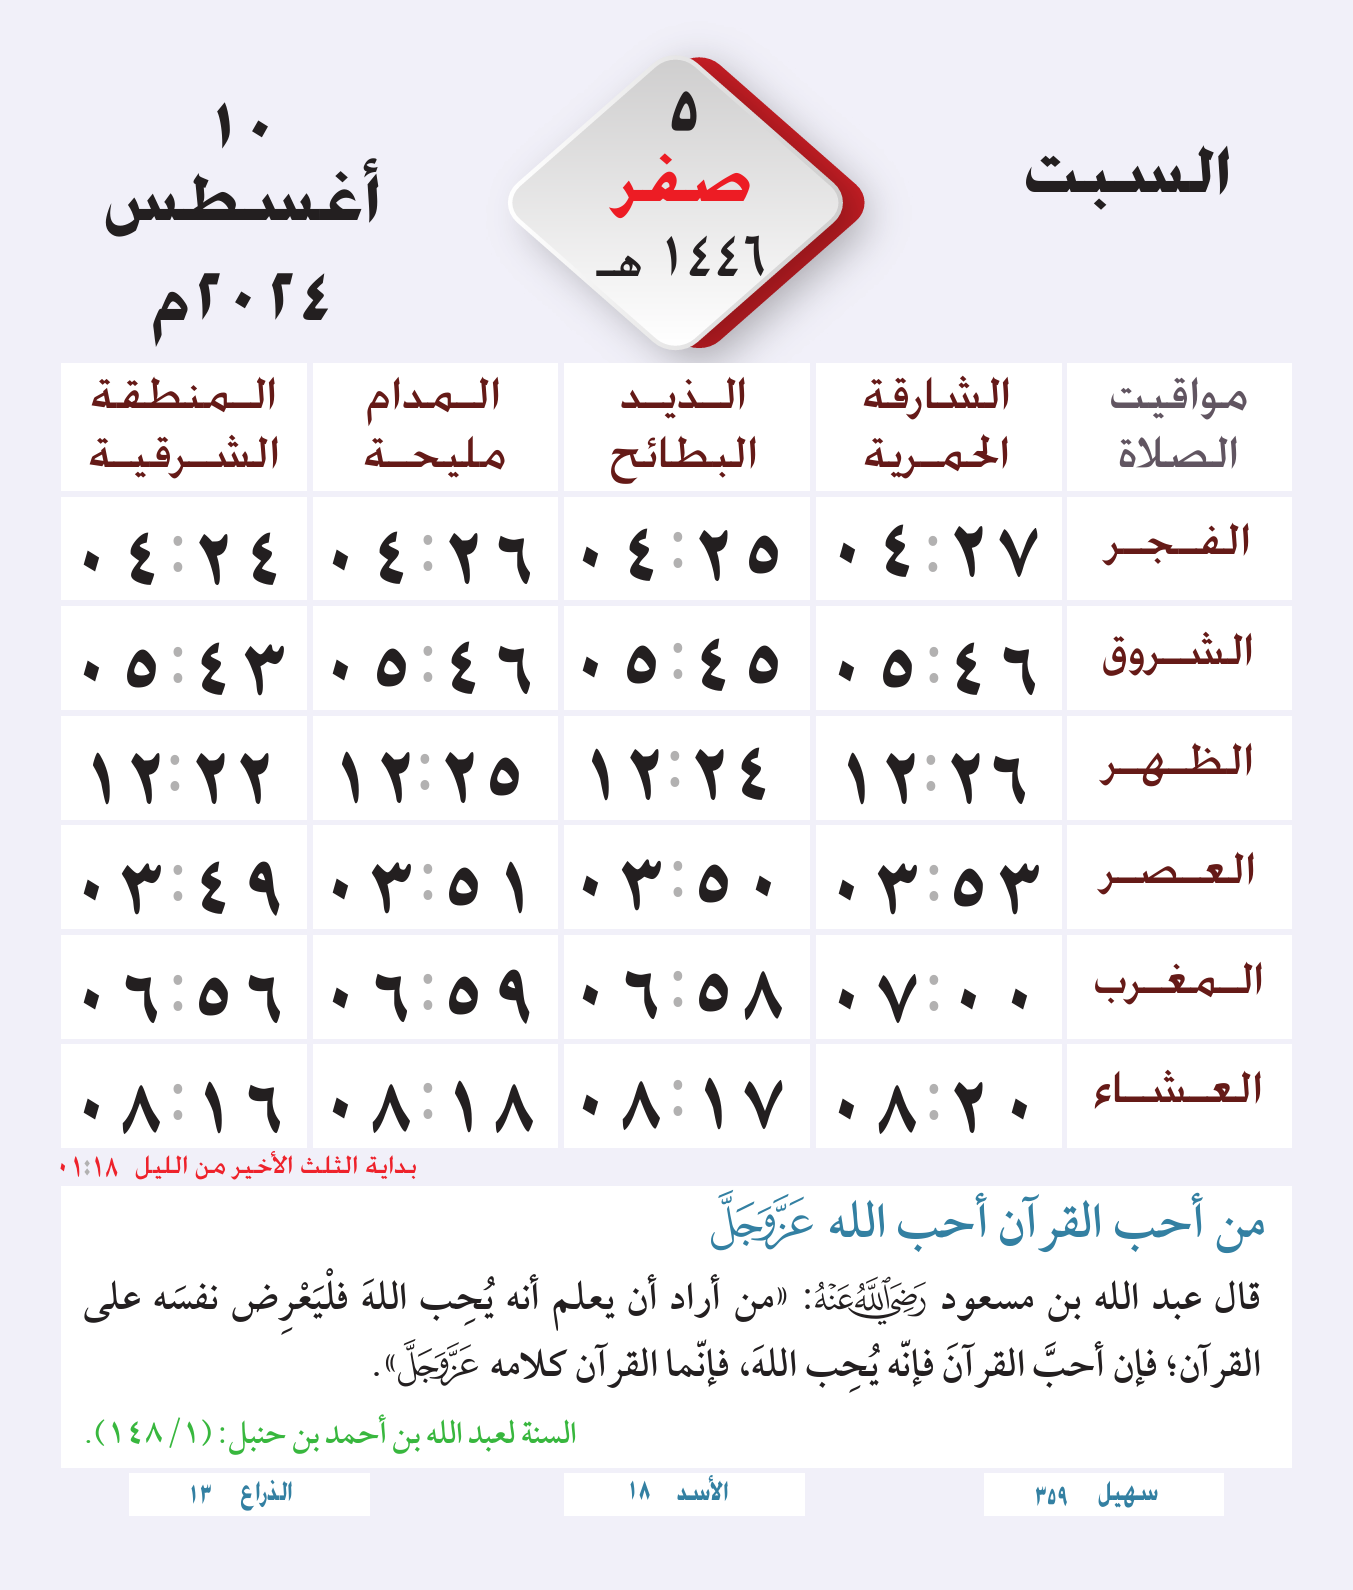 السبت
٥
صفر
١٤٤٦ هـ
١٠
أغسطس
٢٠٢٤م
مواقيت الصلاة
الشارقة الحمرية
الذيد البطائح
المدام مليحة
المنطقة الشرقية
الفجر ٠٤:٢٧ ٠٤:٢٥ ٠٤:٢٦ ٠٤:٢٤
الشروق ٠٥:٤٦ ٠٥:٤٥ ٠٥:٤٦ ٠٥:٤٣
الظهر ١٢:٢٦ ١٢:٢٤ ١٢:٢٥ ١٢:٢٢
العصر ٠٣:٥٣ ٠٣:٥٠ ٠٣:٥١ ٠٣:٤٩
المغرب ٠٧:٠٠ ٠٦:٥٨ ٠٦:٥٩ ٠٦:٥٦
العشاء ٠٨:٢٠ ٠٨:١٧ ٠٨:١٨ ٠٨:١٦
بداية الثلث الأخير من الليل ٠١:١٨
من أحب القرآن أحب الله عَزَّوَجَلَّ
قال عبد الله بن مسعود رَضِيَ اللَّهُ عَنْهُ: «من أراد أن يعلم أنه يُحِب اللهَ فلْيَعْرِض نفسَه على
القرآن؛ فإن أحبَّ القرآنَ فإنّه يُحِب اللهَ، فإنّما القرآن كلامه عَزَّوَجَلَّ».
السنة لعبد الله بن أحمد بن حنبل: (١/ ١٤٨).
سهيل ٣٥٩
الأسد ١٨
الذراع ١٣